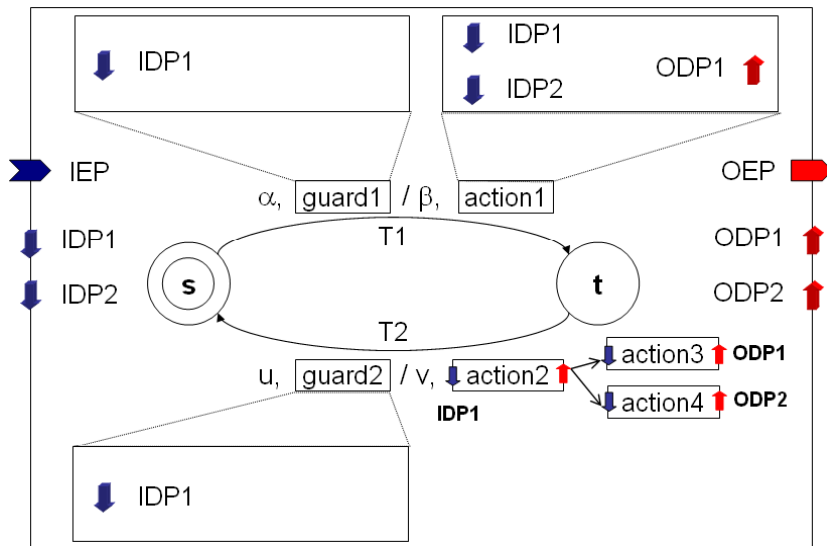 IDP1
IDP1
IDP2
ODP1
IEP
OEP
α, guard1 / β, action1
IDP1
ODP1
T1
s
t
IDP2
ODP2
T2
u, guard2 / v, action2
action3 ODP1
action4 ODP2
IDP1
IDP1